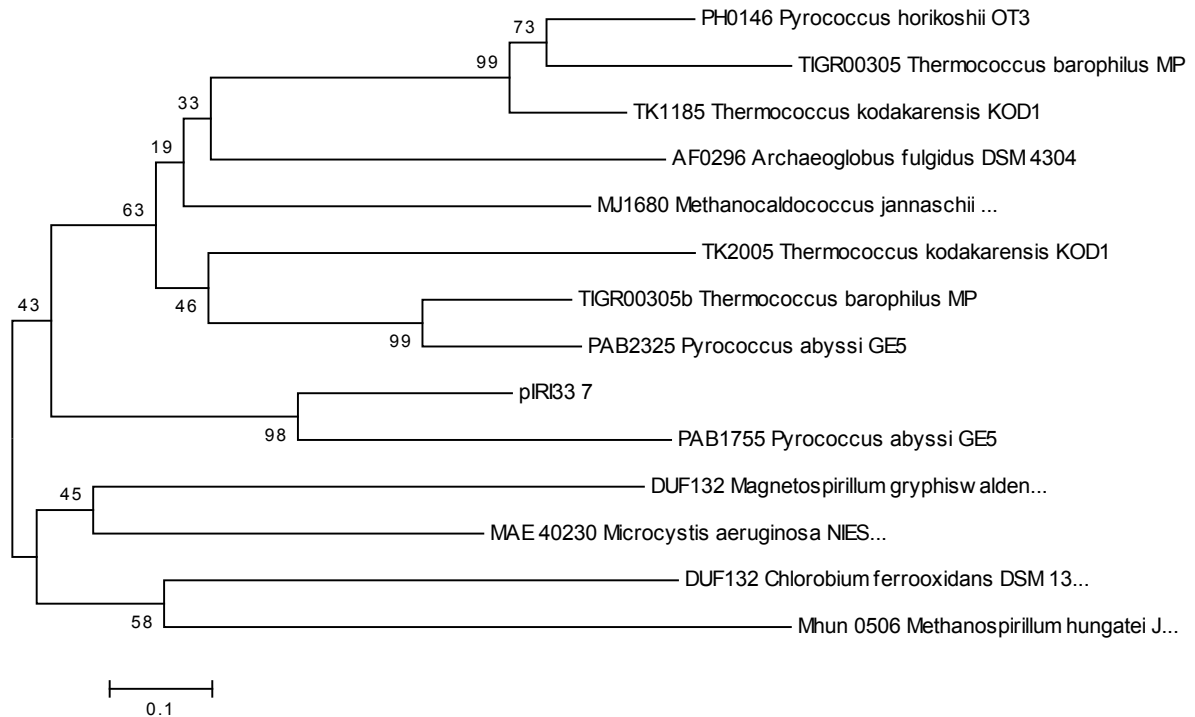 73
PH0146 Pyrococcus horikoshii OT3
99
TIGR00305 Thermococcus barophilus MP
33
TK1185 Thermococcus kodakarensis KOD1
19
AF0296 Archaeoglobus fulgidus DSM 4304
63
MJ1680 Methanocaldococcus jannaschii ...
TK2005 Thermococcus kodakarensis KOD1
43
46
TIGR00305b Thermococcus barophilus MP
99
PAB2325 Pyrococcus abyssi GE5
pIRI33 7
98
PAB1755 Pyrococcus abyssi GE5
45
DUF132 Magnetospirillum gryphiswalden...
MAE 40230 Microcystis aeruginosa NIES...
DUF132 Chlorobium ferrooxidans DSM 13...
58
Mhun 0506 Methanospirillum hungatei J...
0.1